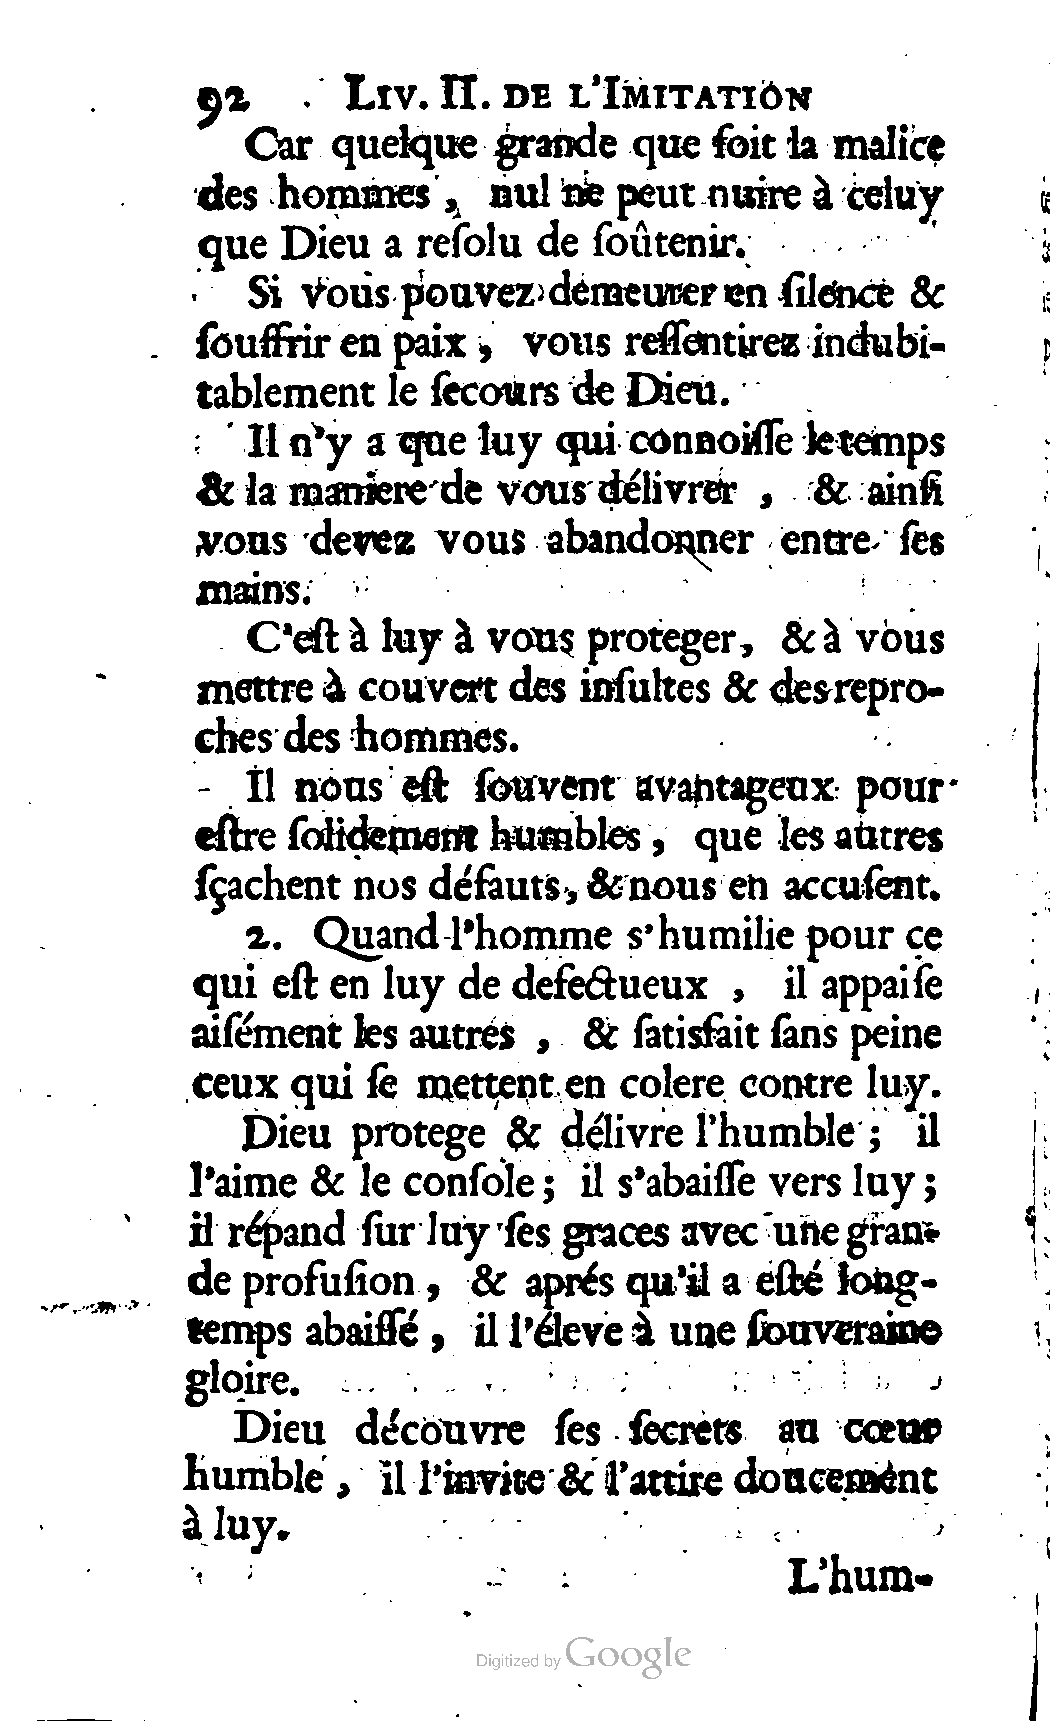 92 LIV. II. DE L'IMITATION
Car quelque grande que ſoit la malice
des hommes, nul ne peut nuire à celuy
que Dieu a reſolu de ſoûtenir.
Si vous pouvez demeurer en ſilence &
ſouffrir en paix, vous reſſentirez indubi-
tablement le ſecours de Dieu.
Il n'y a que luy qui connoiſſe le temps
& la maniere de vous délivrer, & ainſi
vous devez vous abandonner entre ſes
mains.
C'eſt à luy à vous proteger, & à vous
mettre à couvert des inſultes & des repro-
ches des hommes.
Il nous eſt ſouvent avantageux pour
eſtre ſolidement humbles, que les autres
ſçachent nos défauts, & nous en accuſent.
2. Quand l'homme s'humilie pour ce
qui eſt en luy de defectueux, il appaiſe
aiſément les autres, & ſatisfait ſans peine
ceux qui ſe mettent en colere contre luy.
Dieu protege & délivre l'humble; il
l'aime & le conſole; il s'abaiſſe vers luy;
il répand ſur luy ſes graces avec une gran-
de profuſion, & aprés qu'il a eſté long-
temps abaiſſé, il l'éleve à une ſouveraine
gloire.
Dieu découvre ſes ſecrets au cœur
humble, il l'invite & l'attire doucement
à luy.
L'hum-
Digitized by Google